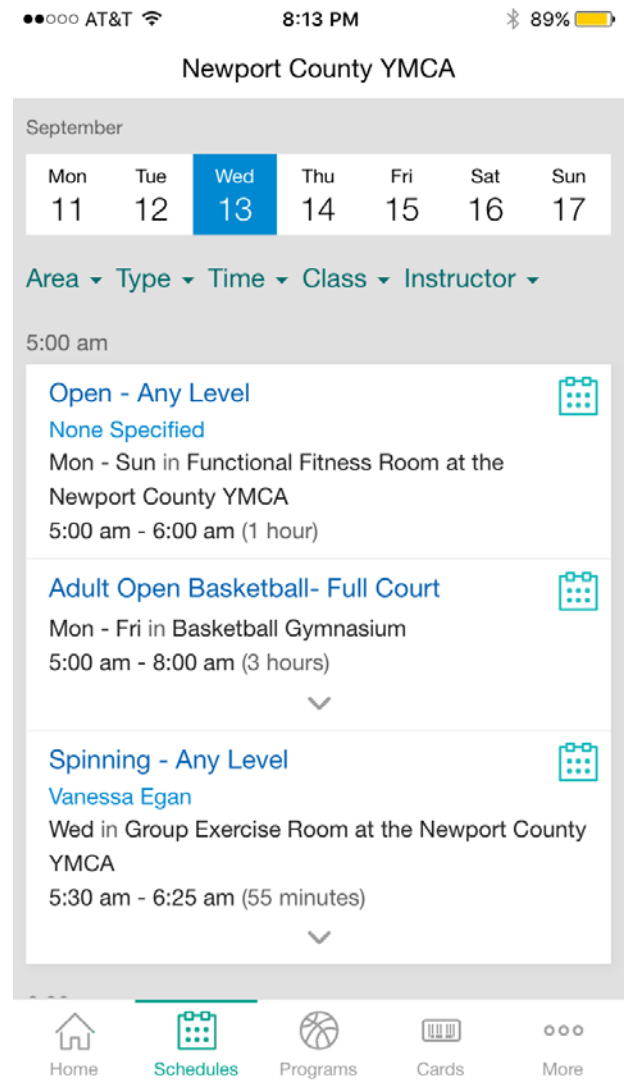 AT&T 8:13 PM 89%
Newport County YMCA
September
Mon Tue Wed Thu Fri Sat Sun
11 12 13 14 15 16 17
Area Type Time Class Instructor
5:00 am
Open - Any Level
None Specified
Mon - Sun in Functional Fitness Room at the
Newport County YMCA
5:00 am - 6:00 am (1 hour)
Adult Open Basketball- Full Court
Mon - Fri in Basketball Gymnasium
5:00 am - 8:00 am (3 hours)
Spinning - Any Level
Vanessa Egan
Wed in Group Exercise Room at the Newport County
YMCA
5:30 am - 6:25 am (55 minutes)
Home Schedules Programs Cards More